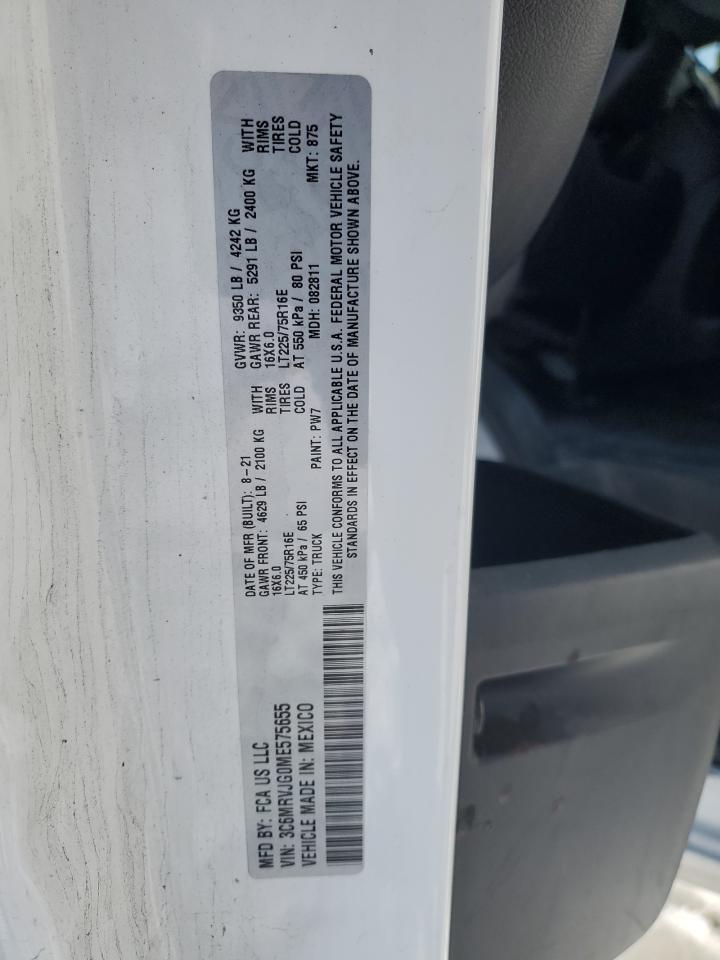 MFD BY: FCA US LLC
VIN: 3C6MRVJG0ME575655
VEHICLE MADE IN: MEXICO
DATE OF MFR (BUILT): 8-21 GVWR: 9350 LB / 4242 KG
GAWR FRONT: 4629 LB / 2100 KG WITH GAWR REAR: 5291 LB / 2400 KG WITH
16X6.0 RIMS 16X6.0 RIMS
LT225/75R16E TIRES LT225/75R16E TIRES
AT 450 kPa / 65 PSI COLD AT 550 kPa / 80 PSI COLD
TYPE: TRUCK PAINT: PW7 MDH: 082811 MKT: 875
THIS VEHICLE CONFORMS TO ALL APPLICABLE U.S.A. FEDERAL MOTOR VEHICLE SAFETY
STANDARDS IN EFFECT ON THE DATE OF MANUFACTURE SHOWN ABOVE.